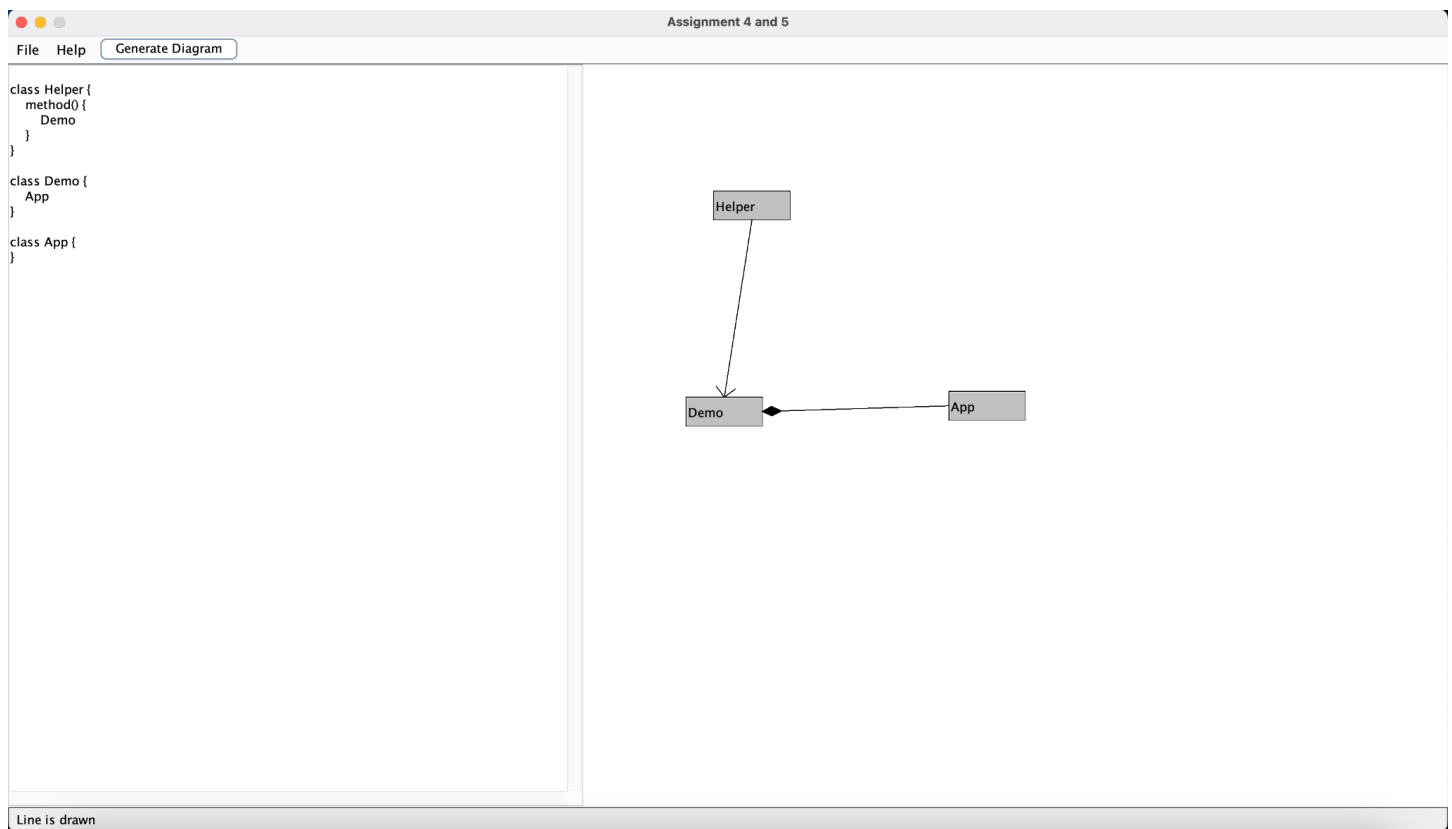 Assignment 4 and 5
File Help Generate Diagram
class Helper {
method() {
Demo
}
}
class Demo {
App
}
class App {
}
Helper
Demo
App
Line is drawn